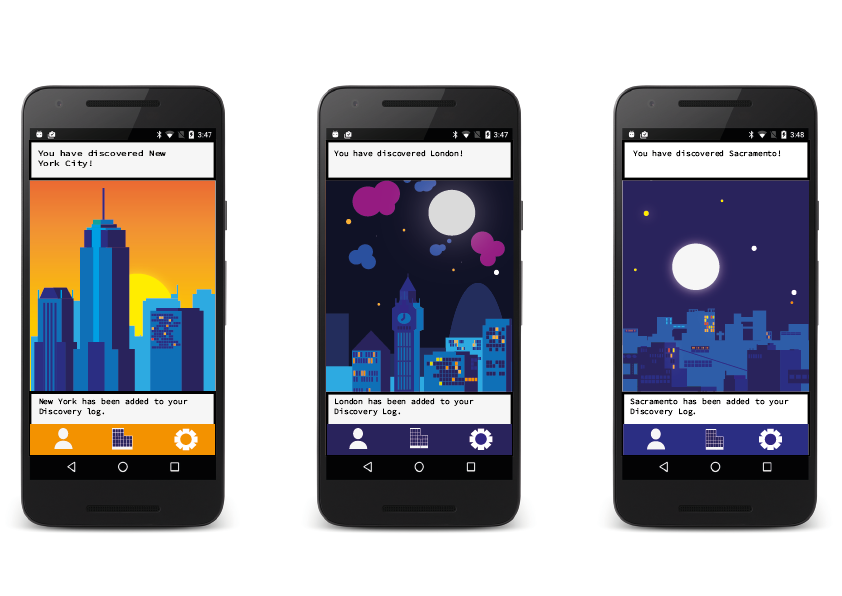 3:47
You have discovered New
York City!
New York has been added to your
Discovery log.
3:47
You have discovered London!
London has been added to your
Discovery Log.
3:48
You have discovered Sacramento!
Sacramento has been added to your
Discovery Log.